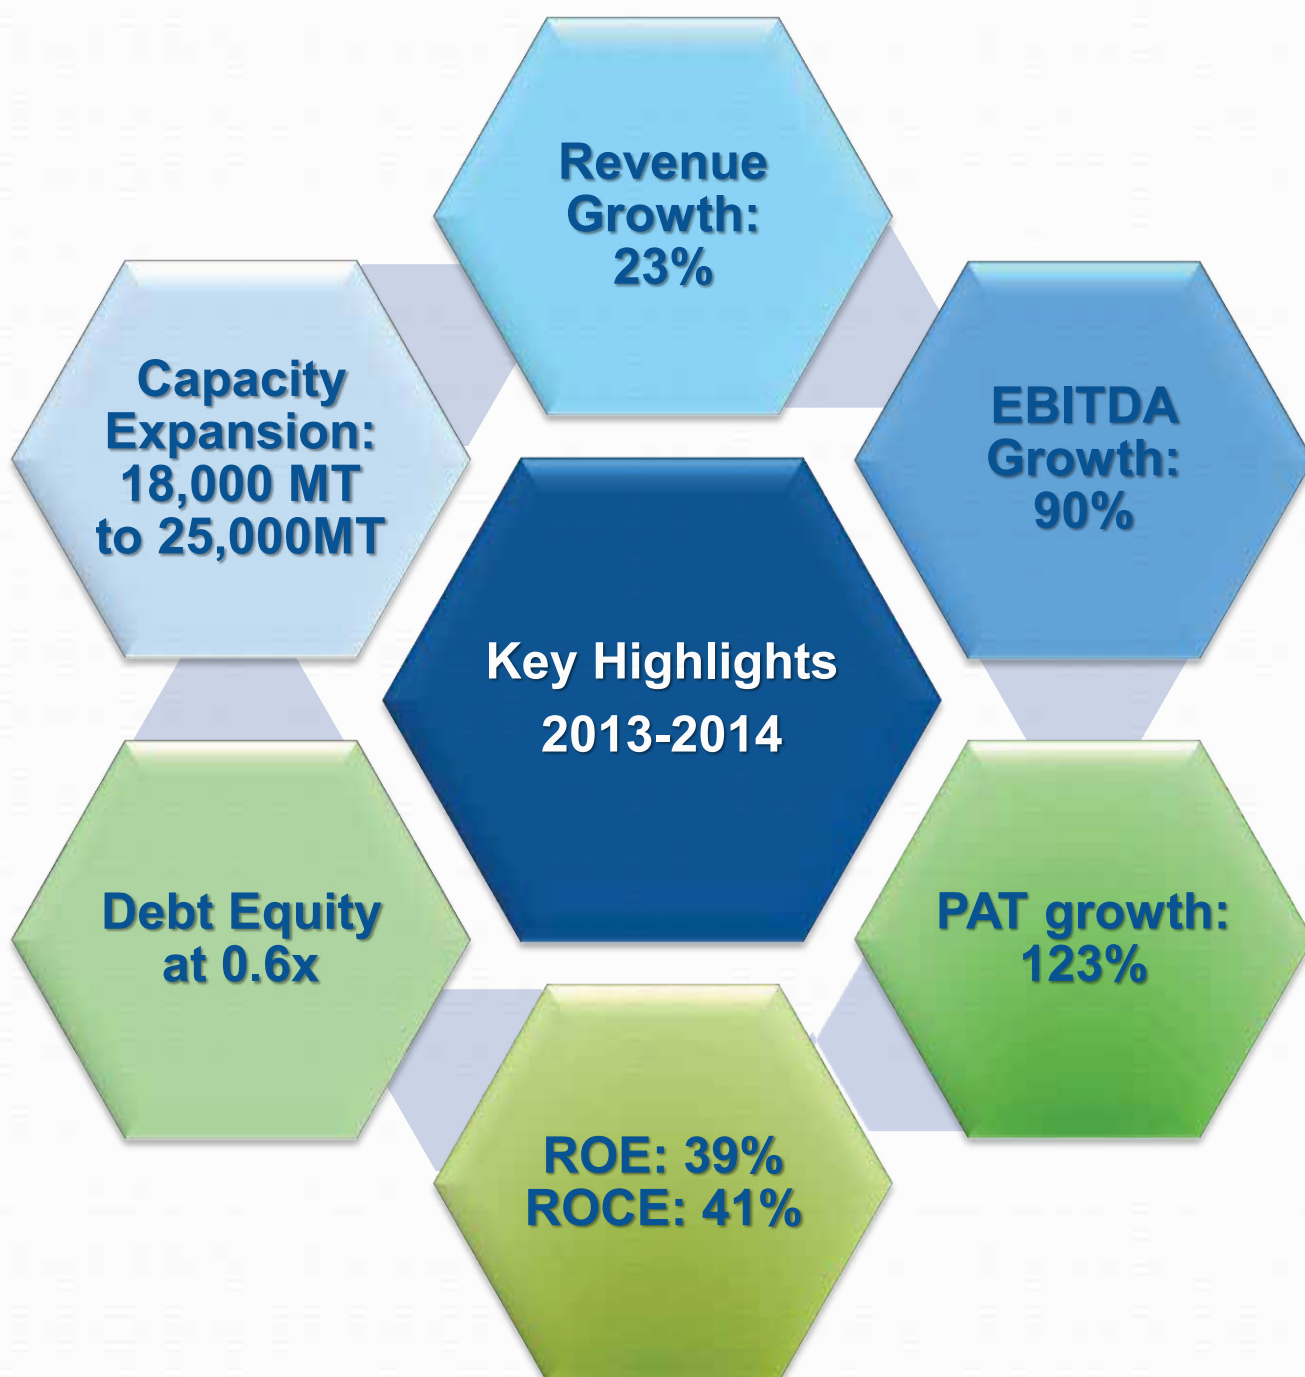 Revenue
Growth:
23%
Capacity
Expansion:
18,000 MT
to 25,000MT
EBITDA
Growth:
90%
Key Highlights
2013-2014
Debt Equity
at 0.6x
PAT growth:
123%
ROE: 39%
ROCE: 41%